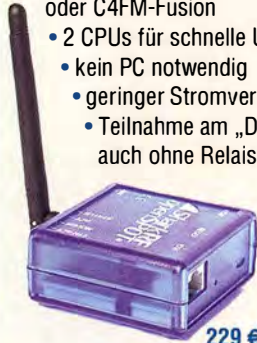 oder C4FM-Fusion
• 2 CPUs für schnelle U
• kein PC notwendig
• geringer Stromver
• Teilnahme am „D
auch ohne Relais
229 €